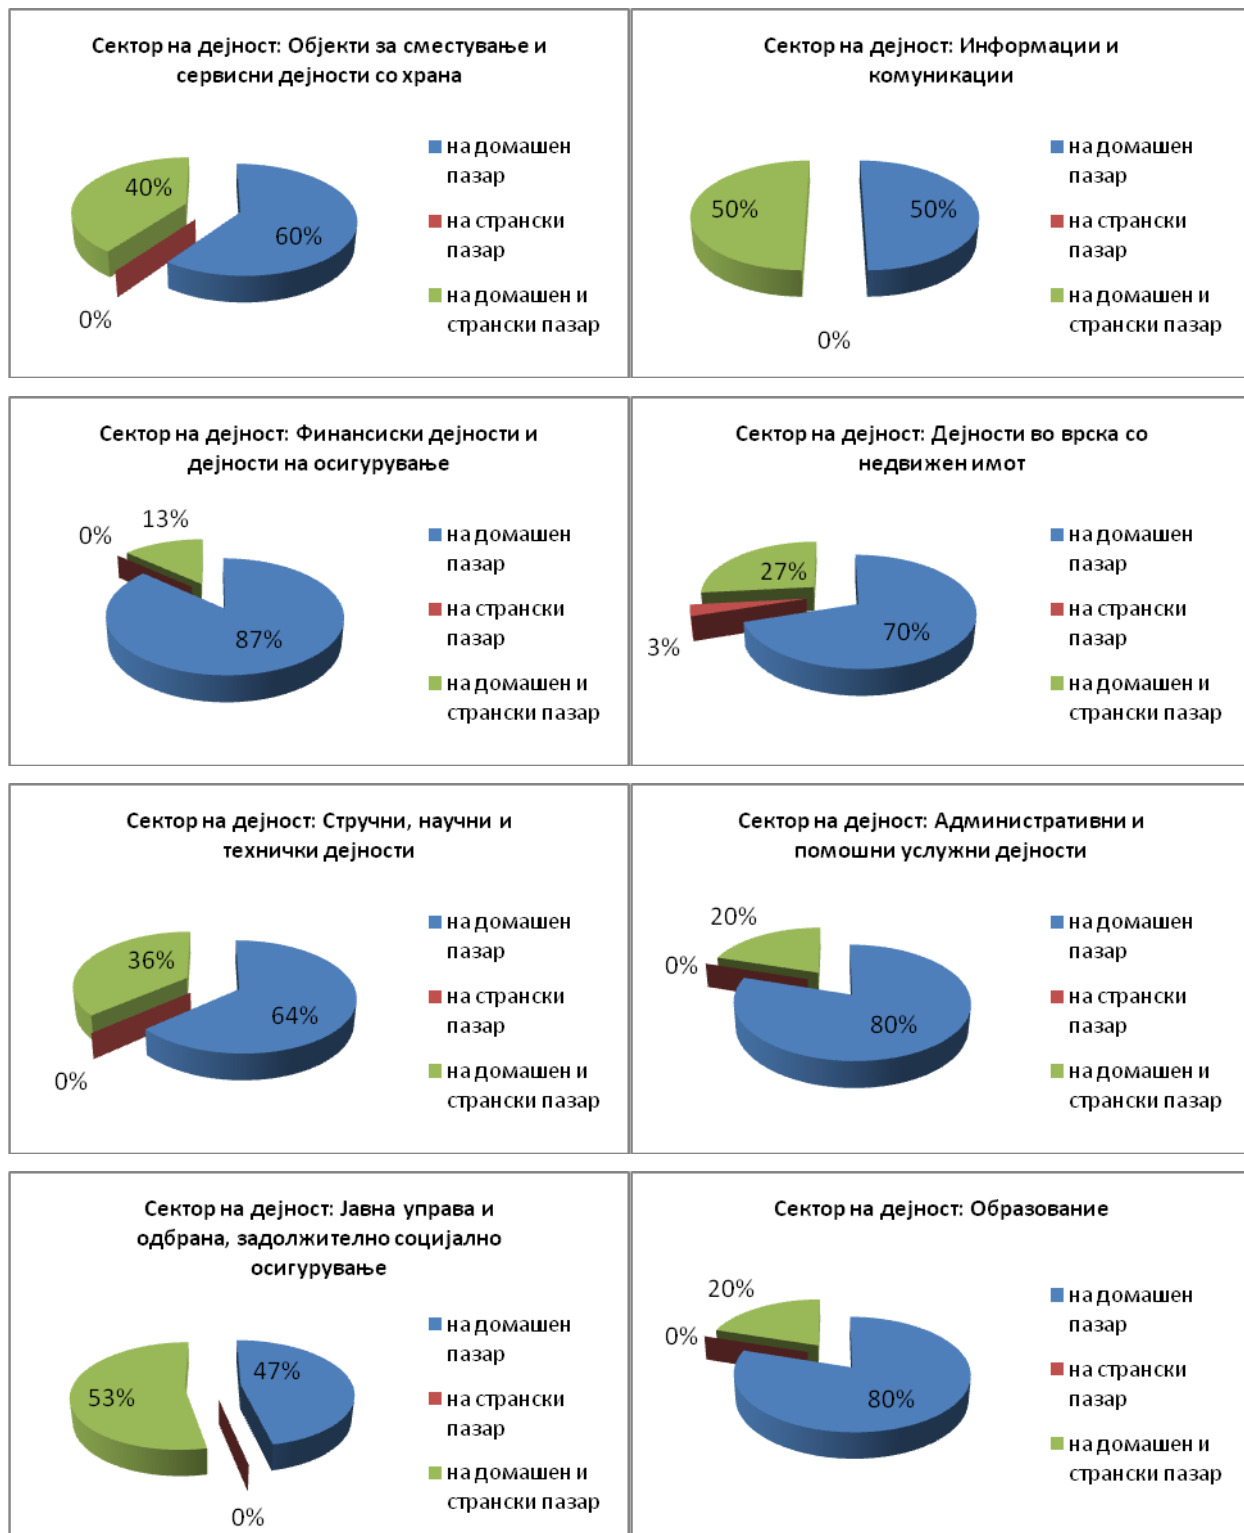 Сектор на дејност: Објекти за сместување и
сервисни дејности со храна
40%
60%
0%
на домашен
пазар
на странски
пазар
на домашен и
странски пазар
Сектор на дејност: Информации и
комуникации
50%
50%
0%
на домашен
пазар
на странски
пазар
на домашен и
странски пазар
Сектор на дејност: Финансиски дејности и
дејности на осигурување
0%
13%
87%
на домашен
пазар
на странски
пазар
на домашен и
странски пазар
Сектор на дејност: Дејности во врска со
недвижен имот
27%
70%
3%
на домашен
пазар
на странски
пазар
на домашен и
странски пазар
Сектор на дејност: Стручни, научни и
технички дејности
36%
64%
0%
на домашен
пазар
на странски
пазар
на домашен и
странски пазар
Сектор на дејност: Административни и
помошни услужни дејности
20%
0%
80%
на домашен
пазар
на странски
пазар
на домашен и
странски пазар
Сектор на дејност: Јавна управа и
одбрана, задолжително социјално
осигурување
47%
53%
0%
на домашен
пазар
на странски
пазар
на домашен и
странски пазар
Сектор на дејност: Образование
20%
0%
80%
на домашен
пазар
на странски
пазар
на домашен и
странски пазар